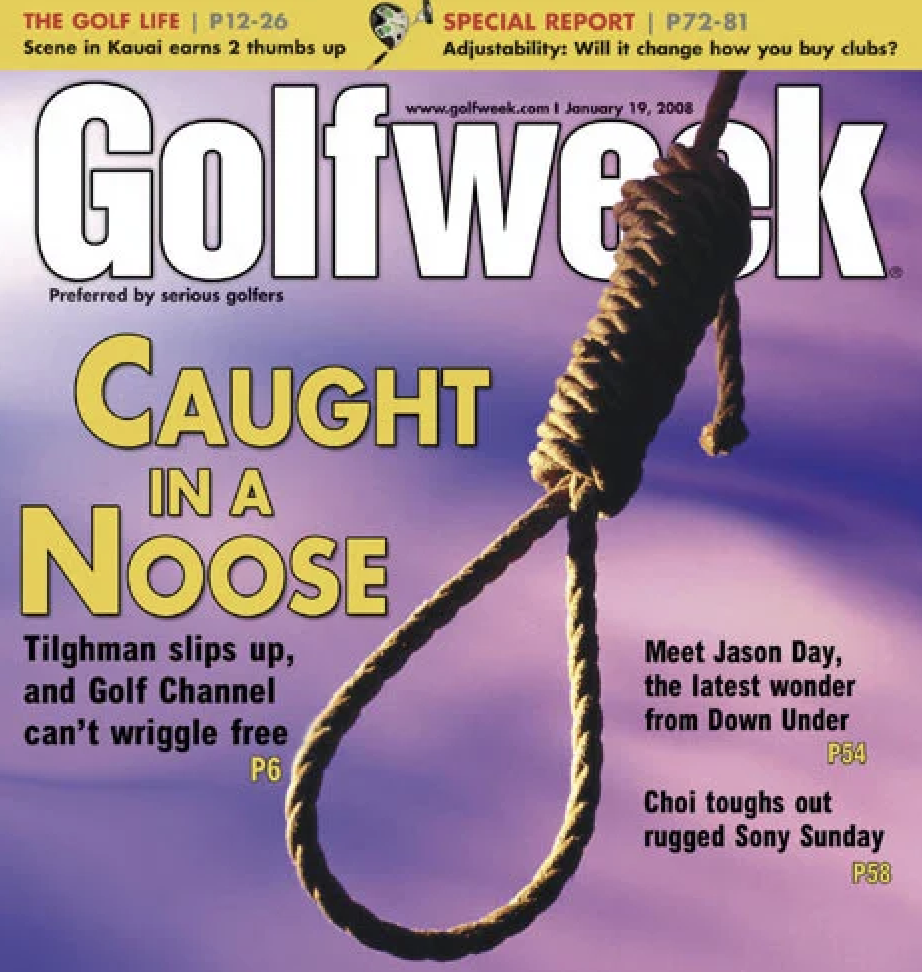 THE GOLF LIFE | P12-26
Scene in Kauai earns 2 thumbs up
SPECIAL REPORT | P72-81
Adjustability: Will it change how you buy clubs?
www.golfweek.com I January 19, 2008
Golfweek®
Preferred by serious golfers
CAUGHT
IN A
NOOSE
Tilghman slips up,
and Golf Channel
can't wriggle free
P6
Meet Jason Day,
the latest wonder
from Down Under
P54
Choi toughs out
rugged Sony Sunday
P58